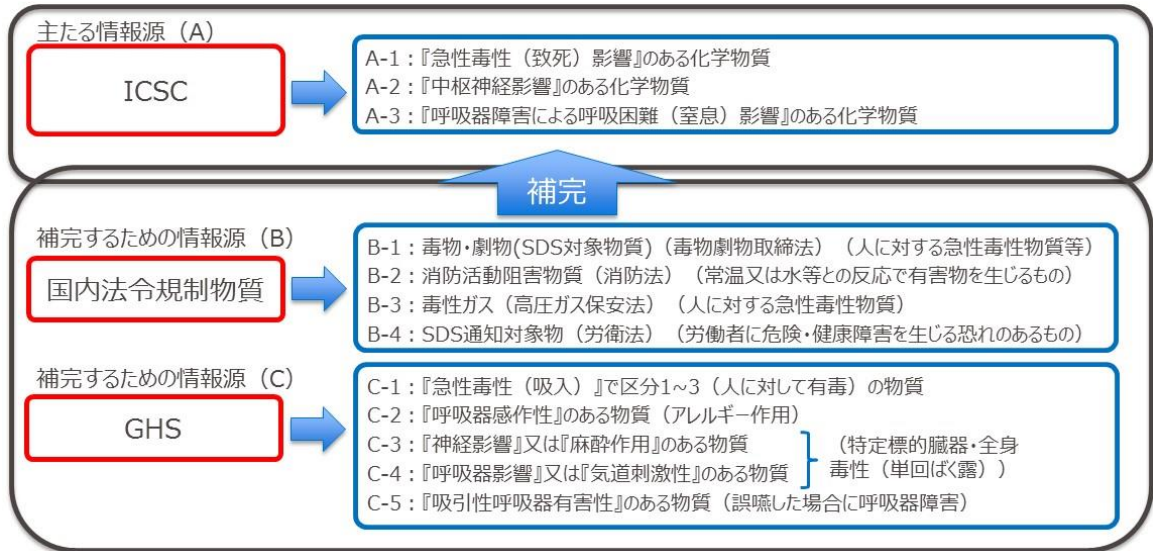 主たる情報源（A）
ICSC
A-1：『急性毒性（致死）影響』のある化学物質
A-2：『中枢神経影響』のある化学物質
A-3：『呼吸器障害による呼吸困難（窒息）影響』のある化学物質
補完
補完するための情報源（B）
国内法令規制物質
B-1：毒物・劇物(SDS対象物質)（毒物劇物取締法）（人に対する急性毒性物質等）
B-2：消防活動阻害物質（消防法）（常温又は水等との反応で有害物を生じるもの）
B-3：毒性ガス（高圧ガス保安法）（人に対する急性毒性物質）
B-4：SDS通知対象物（労衛法）（労働者に危険・健康障害を生じる恐れのあるもの）
補完するための情報源（C）
GHS
C-1：『急性毒性（吸入）』で区分1~3（人に対して有毒）の物質
C-2：『呼吸器感作性』のある物質（アレルギー作用）
C-3：『神経影響』又は『麻酔作用』のある物質
C-4：『呼吸器影響』又は『気道刺激性』のある物質
（特定標的臓器・全身
毒性（単回ばく露））
C-5：『吸引性呼吸器有害性』のある物質（誤嚥した場合に呼吸器障害）